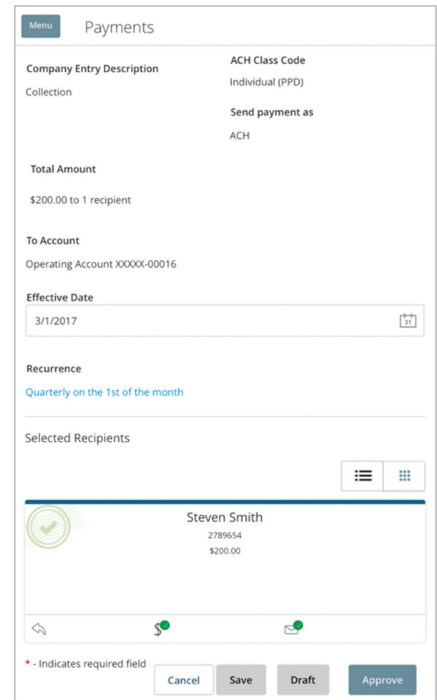 Menu
Payments
Company Entry Description
Collection
ACH Class Code
Individual (PPD)
Send payment as
ACH
Total Amount
$200.00 to 1 recipient
To Account
Operating Account XXXXX-00016
Effective Date
3/1/2017
31
Recurrence
Quarterly on the 1st of the month
Selected Recipients
Steven Smith
2789654
$200.00
$
* - Indicates required field
Cancel
Save
Draft
Approve